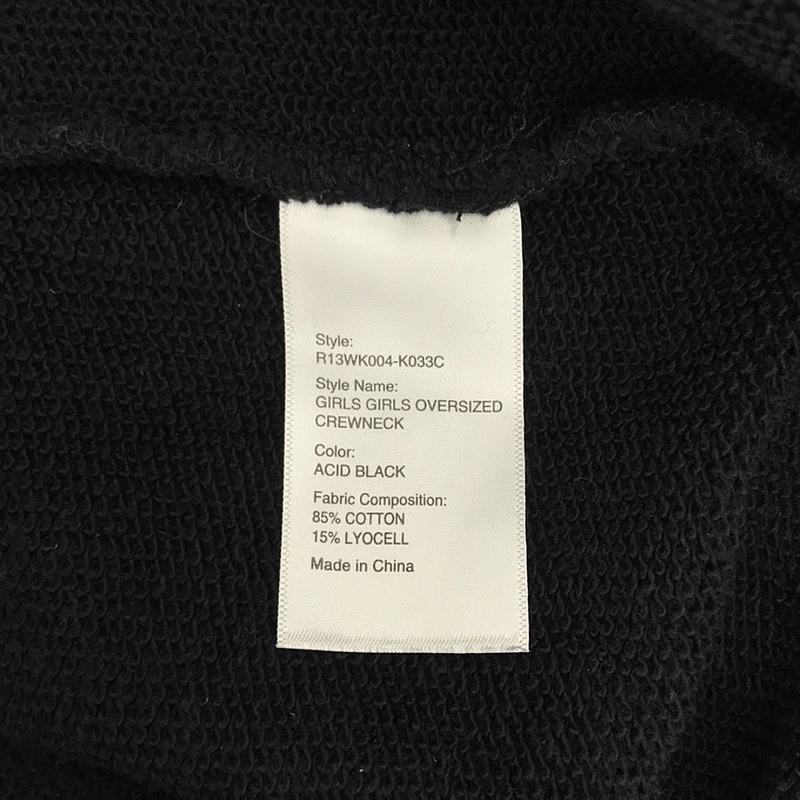 Style:
R13WK004-K033C
Style Name:
GIRLS GIRLS OVERSIZED
CREWNECK
Color:
ACID BLACK
Fabric Composition:
85% COTTON
15% LYOCELL
Made in China